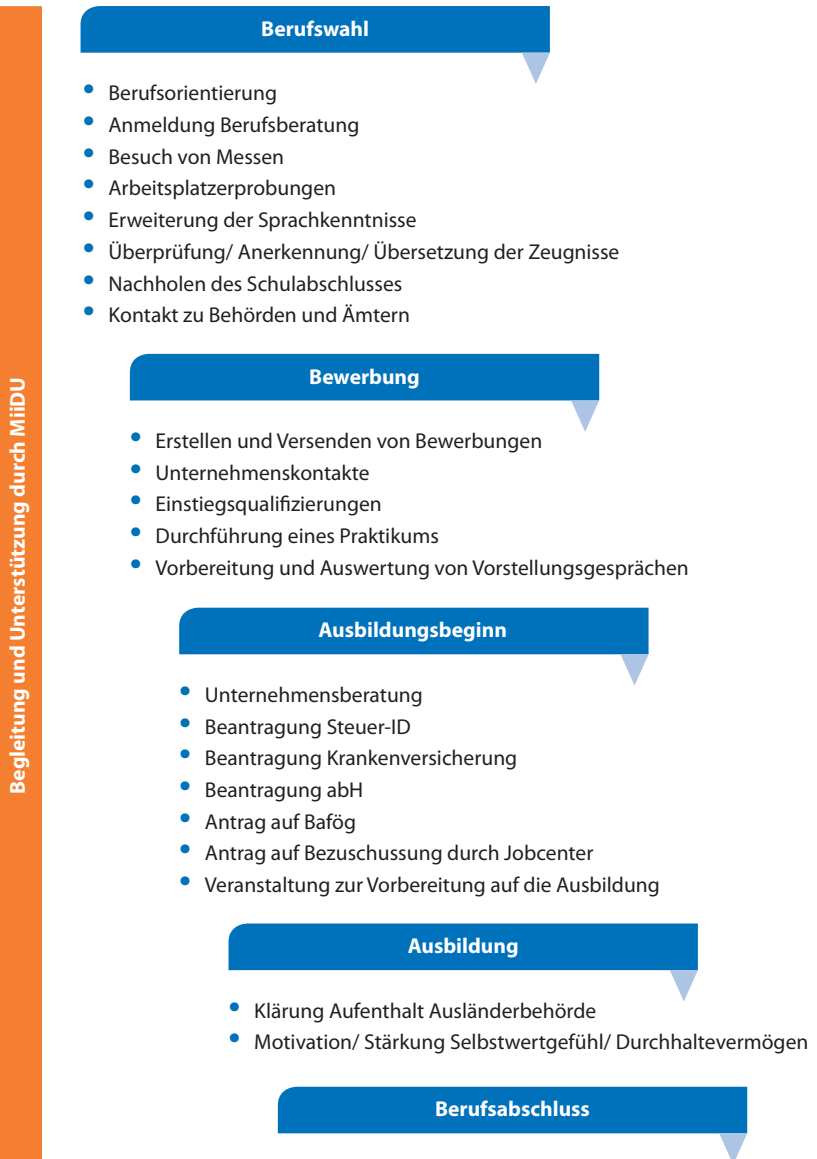 Begleitung und Unterstützung durch MiiDU
Berufswahl
• Berufsorientierung
• Anmeldung Berufsberatung
• Besuch von Messen
• Arbeitsplatzerprobungen
• Erweiterung der Sprachkenntnisse
• Überprüfung/ Anerkennung/ Übersetzung der Zeugnisse
• Nachholen des Schulabschlusses
• Kontakt zu Behörden und Ämtern
Bewerbung
• Erstellen und Versenden von Bewerbungen
• Unternehmenskontakte
• Einstiegsqualifizierungen
• Durchführung eines Praktikums
• Vorbereitung und Auswertung von Vorstellungsgesprächen
Ausbildungsbeginn
• Unternehmensberatung
• Beantragung Steuer-ID
• Beantragung Krankenversicherung
• Beantragung abH
• Antrag auf Bafög
• Antrag auf Bezuschussung durch Jobcenter
• Veranstaltung zur Vorbereitung auf die Ausbildung
Ausbildung
• Klärung Aufenthalt Ausländerbehörde
• Motivation/ Stärkung Selbstwertgefühl/ Durchhaltevermögen
Berufsabschluss